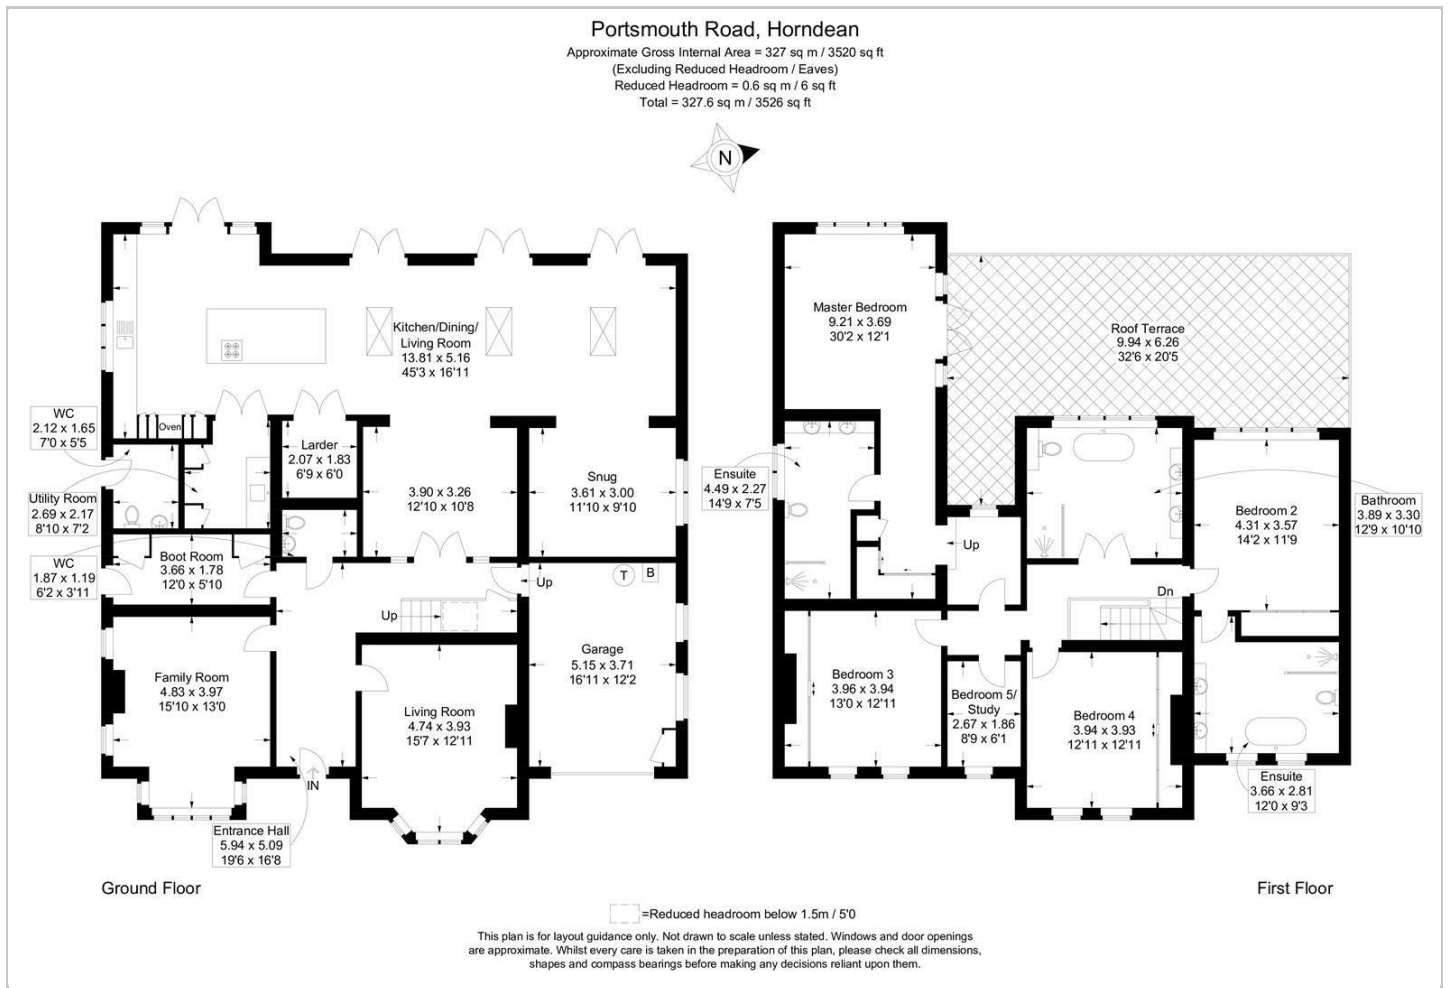 Portsmouth Road, Horndean
Approximate Gross Internal Area = 327 sq m / 3520 sq ft
(Excluding Reduced Headroom / Eaves)
Reduced Headroom = 0.6 sq m / 6 sq ft
Total = 327.6 sq m / 3526 sq ft
N
Kitchen/Dining/
Living Room
13.81 x 5.16
45'3 x 16'11
WC
2.12 x 1.65
7'0 x 5'5
Oven
Larder
2.07 x 1.83
6'9 x 6'0
3.90 x 3.26
12'10 x 10'8
Snug
3.61 x 3.00
11'10 x 9'10
Utility Room
2.69 x 2.17
8'10 x 7'2
Boot Room
3.66 x 1.78
12'0 x 5'10
WC
1.87 x 1.19
6'2 x 3'11
Up
Up
T
B
Garage
5.15 x 3.71
16'11 x 12'2
Family Room
4.83 x 3.97
15'10 x 13'0
Living Room
4.74 x 3.93
15'7 x 12'11
IN
Entrance Hall
5.94 x 5.09
19'6 x 16'8
Ground Floor
Master Bedroom
9.21 x 3.69
30'2 x 12'1
Roof Terrace
9.94 x 6.26
32'6 x 20'5
Ensuite
4.49 x 2.27
14'9 x 7'5
Bathroom
3.89 x 3.30
12'9 x 10'10
Bedroom 2
4.31 x 3.57
14'2 x 11'9
Up
Dn
Bedroom 3
3.96 x 3.94
13'0 x 12'11
Bedroom 5/
Study
2.67 x 1.86
8'9 x 6'1
Bedroom 4
3.94 x 3.93
12'11 x 12'11
Ensuite
3.66 x 2.81
12'0 x 9'3
First Floor
=Reduced headroom below 1.5m / 5'0
This plan is for layout guidance only. Not drawn to scale unless stated. Windows and door openings
are approximate. Whilst every care is taken in the preparation of this plan, please check all dimensions,
shapes and compass bearings before making any decisions reliant upon them.